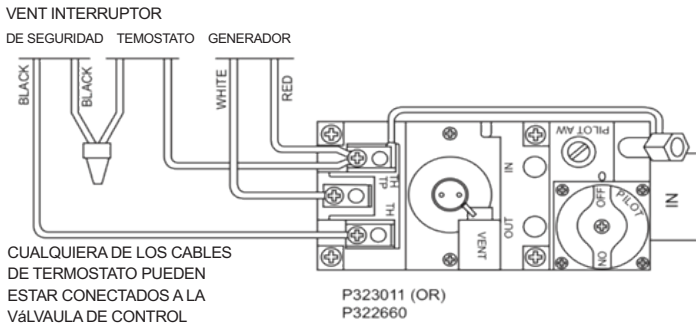 VENT INTERRUPTOR
DE SEGURIDAD TEMOSTATO GENERADOR
BLACK
BLACK
WHITE
RED
TH
TP
TH
PILOT AW
IN
OUT
VENT
OFF
PILOT
ON
IN
CUALQUIERA DE LOS CABLES
DE TERMOSTATO PUEDEN
ESTAR CONECTADOS A LA
VáLVAULA DE CONTROL
P323011 (OR)
P322660